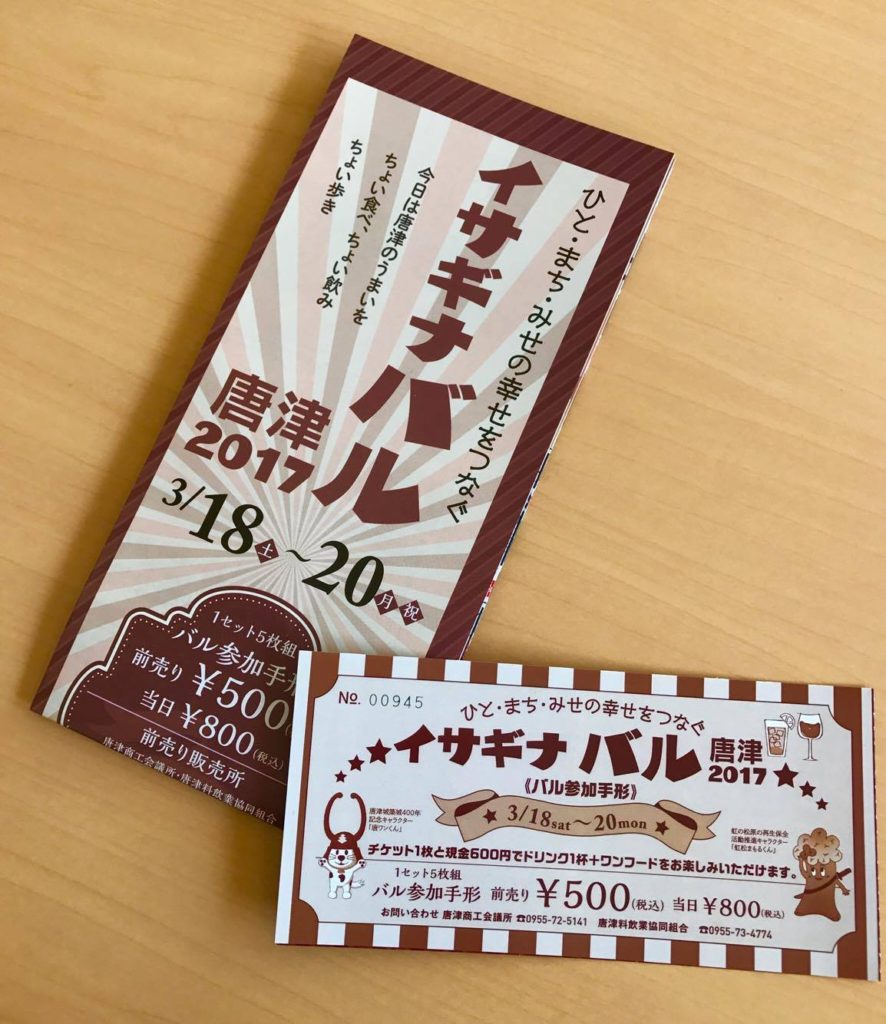 ひと・まち・みせの幸せをつなぐ
イサギナバル
今日は唐津のうまいを
ちょい食べ、ちょい飲み
ちょい歩き
唐津
2017
3/18土~20月祝
1セット5枚組
バル参加手形
前売り¥500(税込)
当日¥800(税込)
前売り販売所
唐津商工会議所・唐津料飲業協同組合
No. 00945
ひと・まち・みせの幸せをつなぐ
★★★イサギナバル唐津2017★★★
《バル参加手形》
★ 3/18sat~20mon ★
唐津城築城400年
記念キャラクター
「唐ワンくん」
虹の松原の再生保全
活動推進キャラクター
「虹松まもるくん」
チケット1枚と現金600円でドリンク1杯+ワンフードをお楽しみいただけます。
1セット5枚組
バル参加手形 前売り¥500(税込) 当日¥800(税込)
お問い合わせ 唐津商工会議所 ☎0955-72-5141 唐津料飲業協同組合 ☎0955-73-4774